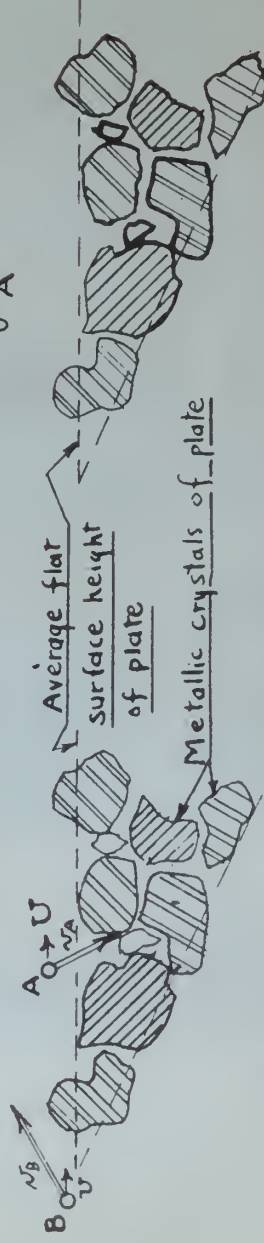 A
Average flat
surface height
of plate
Metallic crystals of plate
A
U
B